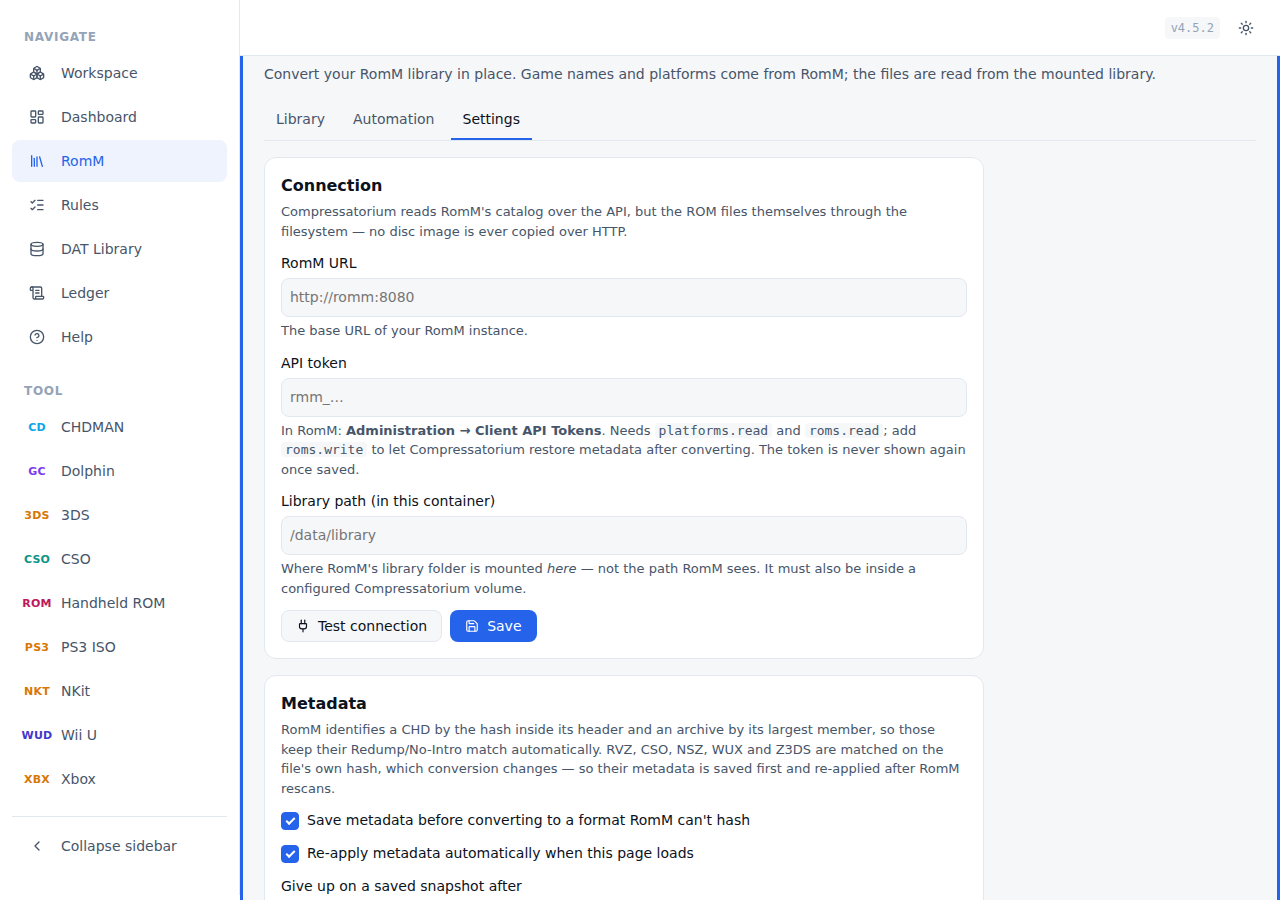 NAVIGATE
Workspace
Dashboard
RomM
Rules
DAT Library
Ledger
Help
TOOL
CD CHDMAN
GC Dolphin
3DS 3DS
CSO CSO
ROM Handheld ROM
PS3 PS3 ISO
NKT NKit
WUD Wii U
XBX Xbox
Collapse sidebar
v4.5.2
Convert your RomM library in place. Game names and platforms come from RomM; the files are read from the mounted library.
Library Automation Settings
Connection
Compressatorium reads RomM's catalog over the API, but the ROM files themselves through the
filesystem — no disc image is ever copied over HTTP.
RomM URL
http://romm:8080
The base URL of your RomM instance.
API token
rmm_…
In RomM: Administration → Client API Tokens. Needs platforms.read and roms.read; add
roms.write to let Compressatorium restore metadata after converting. The token is never shown again
once saved.
Library path (in this container)
/data/library
Where RomM's library folder is mounted here — not the path RomM sees. It must also be inside a
configured Compressatorium volume.
Test connection Save
Metadata
RomM identifies a CHD by the hash inside its header and an archive by its largest member, so those
keep their Redump/No-Intro match automatically. RVZ, CSO, NSZ, WUX and Z3DS are matched on the
file's own hash, which conversion changes — so their metadata is saved first and re-applied after RomM
rescans.
Save metadata before converting to a format RomM can't hash
Re-apply metadata automatically when this page loads
Give up on a saved snapshot after